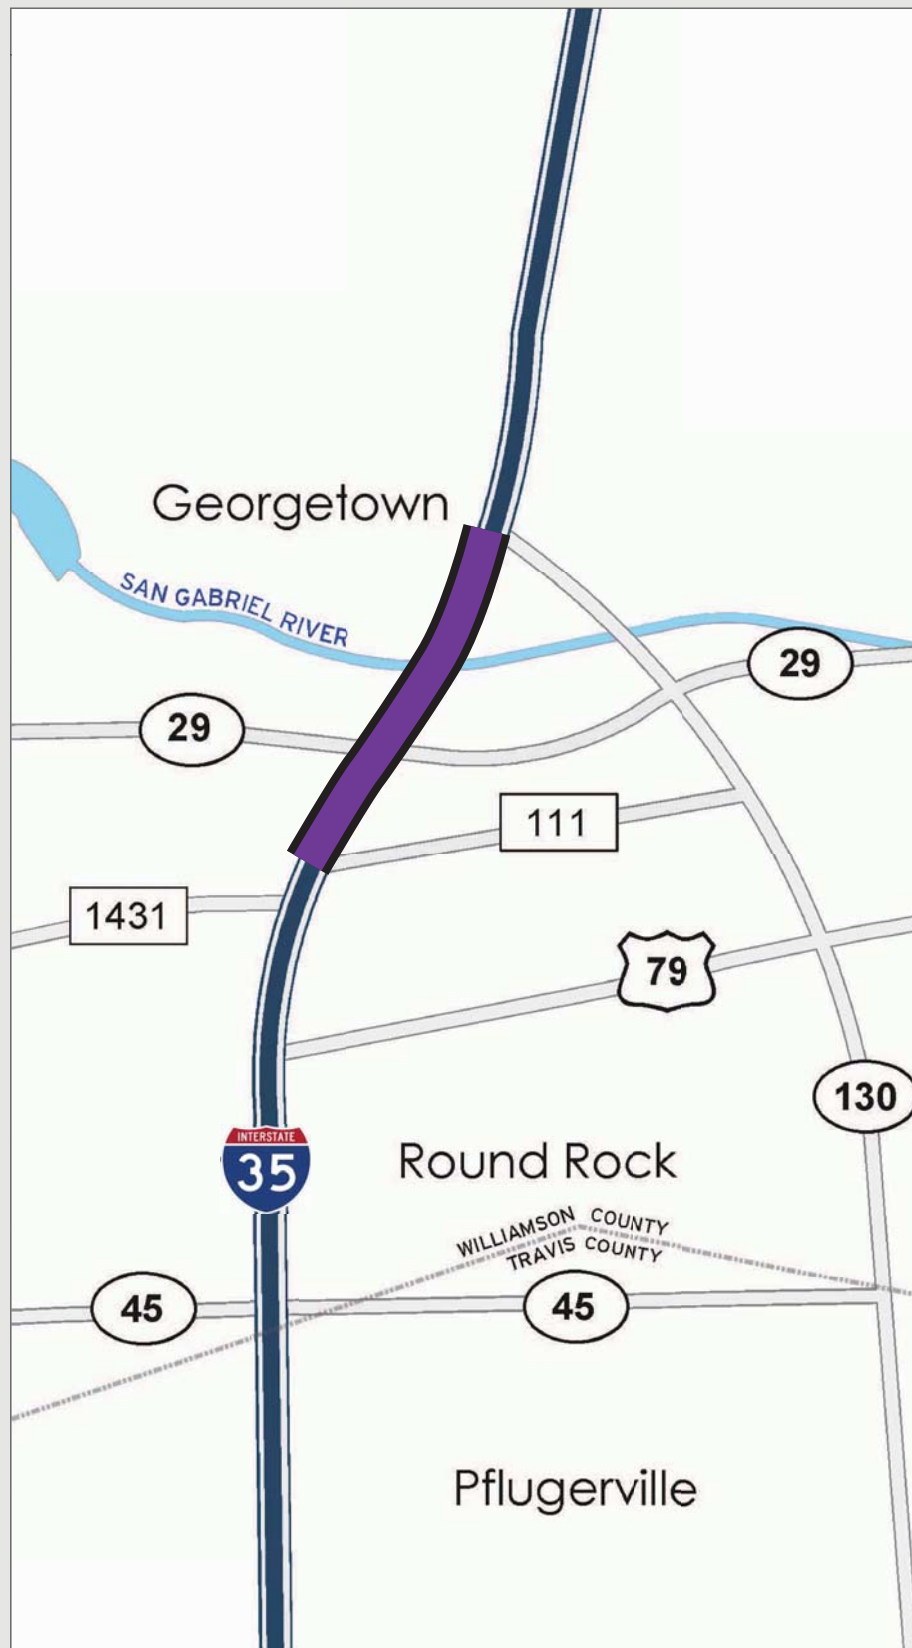 Georgetown
SAN GABRIEL RIVER
29
29
111
1431
79
130
INTERSTATE
35
Round Rock
WILLIAMSON COUNTY
TRAVIS COUNTY
45
45
Pflugerville